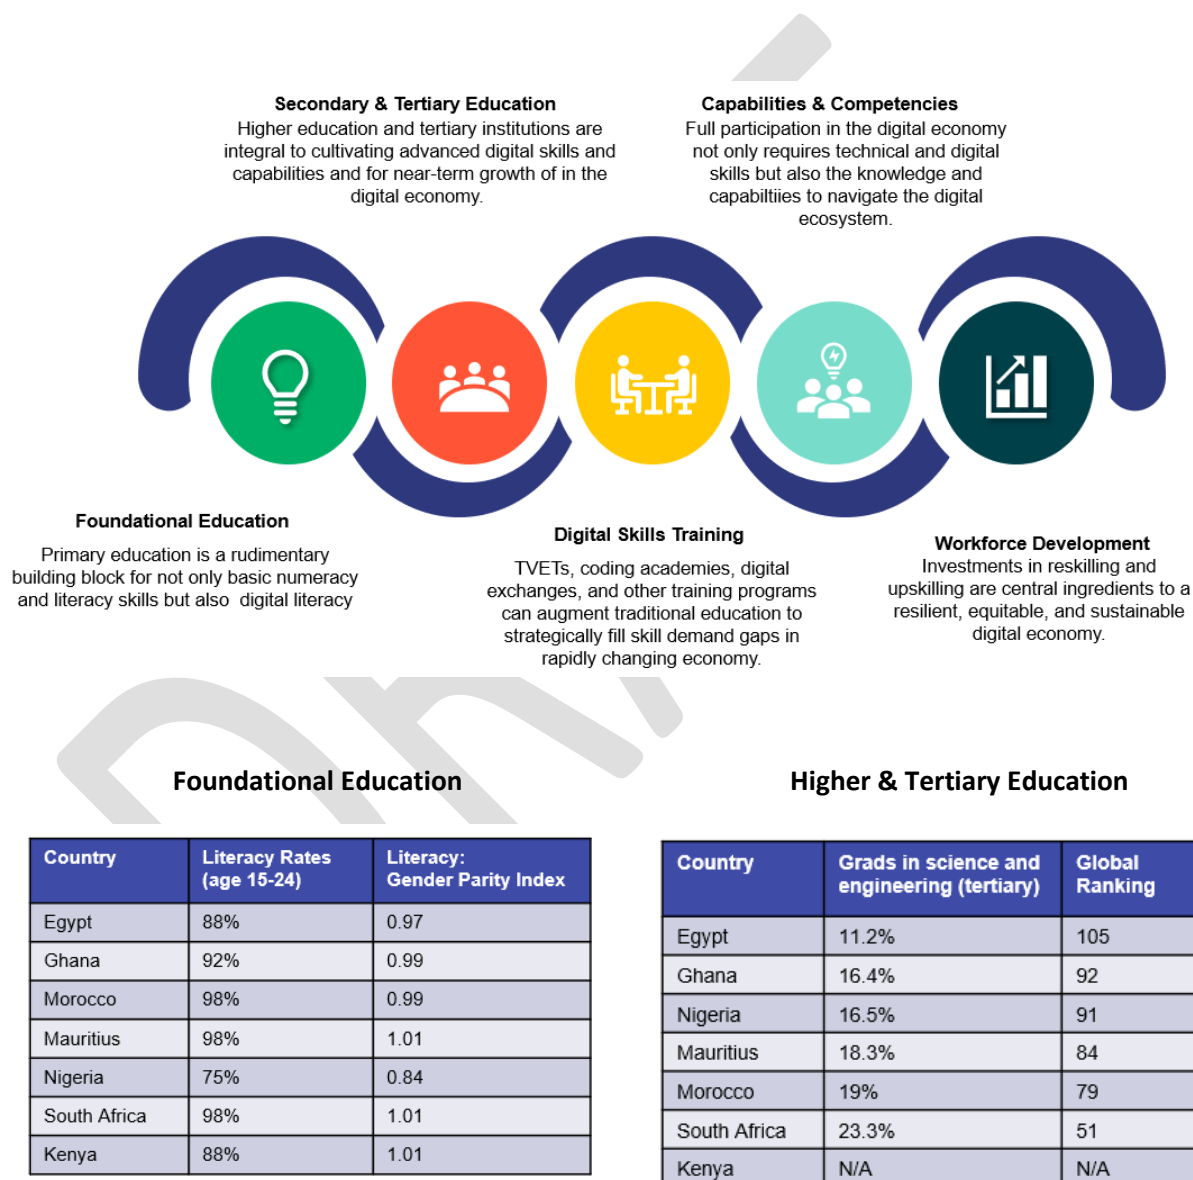 Secondary & Tertiary Education
Higher education and tertiary institutions are
integral to cultivating advanced digital skills and
capabilities and for near-term growth of in the
digital economy.
Capabilities & Competencies
Full participation in the digital economy
not only requires technical and digital
skills but also the knowledge and
capabiltiies to navigate the digital
ecosystem.
Foundational Education
Primary education is a rudimentary
building block for not only basic numeracy
and literacy skills but also digital literacy
Digital Skills Training
TVETs, coding academies, digital
exchanges, and other training programs
can augment traditional education to
strategically fill skill demand gaps in
rapidly changing economy.
Workforce Development
Investments in reskilling and
upskilling are central ingredients to a
resilient, equitable, and sustainable
digital economy.
Foundational Education
Country Literacy Rates (age 15-24) Literacy: Gender Parity Index
Egypt 88% 0.97
Ghana 92% 0.99
Morocco 98% 0.99
Mauritius 98% 1.01
Nigeria 75% 0.84
South Africa 98% 1.01
Kenya 88% 1.01
Higher & Tertiary Education
Country Grads in science and engineering (tertiary) Global Ranking
Egypt 11.2% 105
Ghana 16.4% 92
Nigeria 16.5% 91
Mauritius 18.3% 84
Morocco 19% 79
South Africa 23.3% 51
Kenya N/A N/A